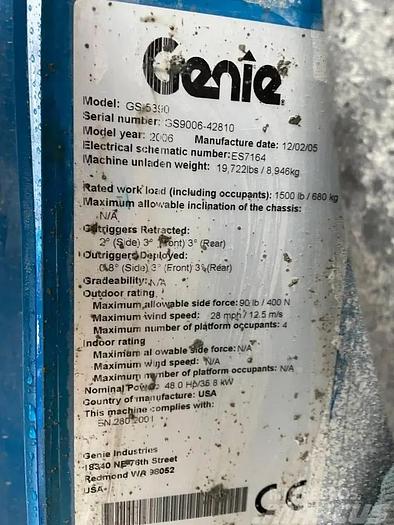 Genie
Model: GS-5390
Serial number: GS9006-42810
Model year: 2006 Manufacture date: 12/02/05
Electrical schematic number: ES7164
Machine unladen weight: 19,722lbs / 8,946kg
Rated work load (including occupants): 1500 lb / 680 kg
Maximum allowable inclination of the chassis:
N/A
Outriggers Retracted:
2° (Side) 3° (Front) 3° (Rear)
Outriggers Deployed:
(Side) 3° (Front) 3° (Rear)
Gradeability: N/A
Outdoor rating
Maximum allowable side force: 90 lb / 400 N
Maximum wind speed: 28 mph / 12.5 m/s
Maximum number of platform occupants: 4
Indoor rating
Maximum allowable side force: N/A
Maximum wind speed: N/A
Maximum number of platform occupants: N/A
Nominal Power: 48.0 Hp/35.8 kW
Country of manufacture: USA
This machine complies with:
EN.280:2001
Genie Industries
18340 NE 76th Street
Redmond WA 98052
USA
CE